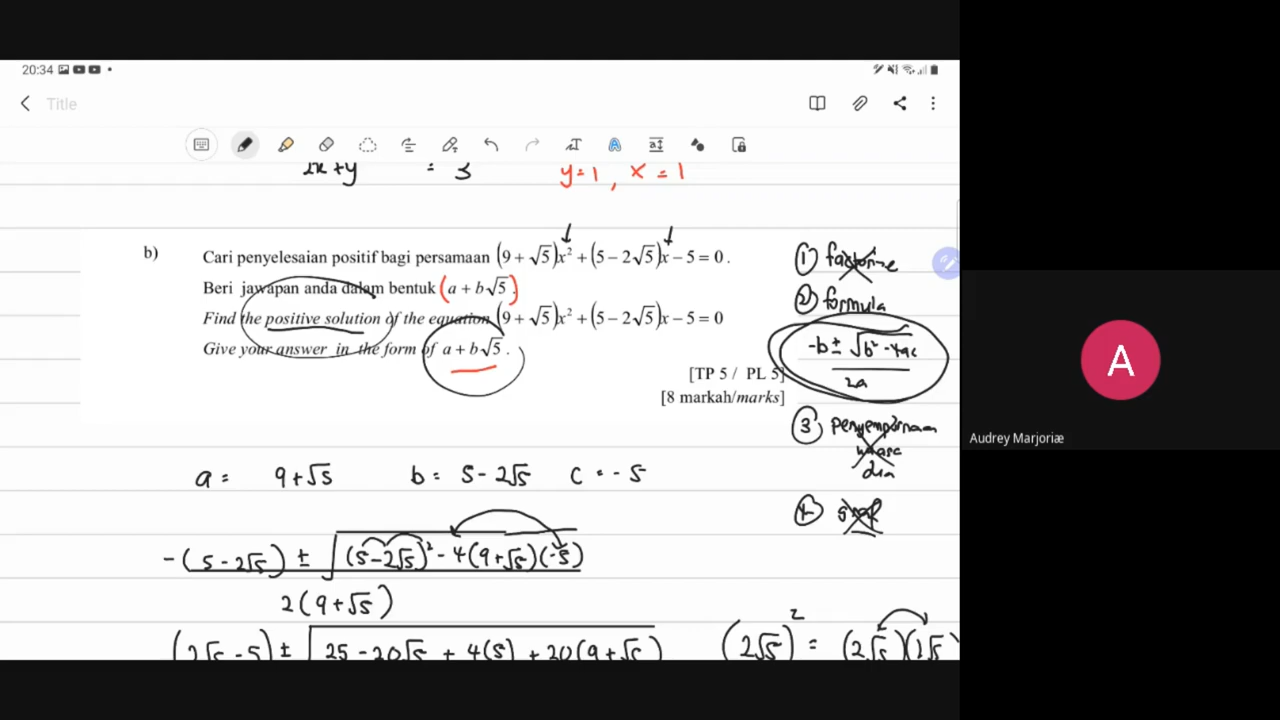 20:34
Title
2x + y = 3 y=1, x = 1
b) Cari penyelesaian positif bagi persamaan (9 + √5)x² + (5 − 2√5)x − 5 = 0.
Beri jawapan anda dalam bentuk (a + b√5).
Find the positive solution of the equation (9 + √5)x² + (5 − 2√5)x − 5 = 0
Give your answer in the form of a + b√5.
[TP 5 / PL 5]
[8 markah/marks]
① factorine
② formula
-b ± √b² - 4ac
2a
③ penyempurnaan
kuasa
dua
④ graf
a = 9+√5 b = 5 - 2√5 c = - 5
-(5 - 2√5) ± √(5 - 2√5)² - 4(9+√5)(-5)
2(9+√5)
(2√5 - 5) ± √25 - 20√5 + 4(5) + 20(9+√5)
(2√5)² = (2√5)(2√5)
A
Audrey Marjoriæ